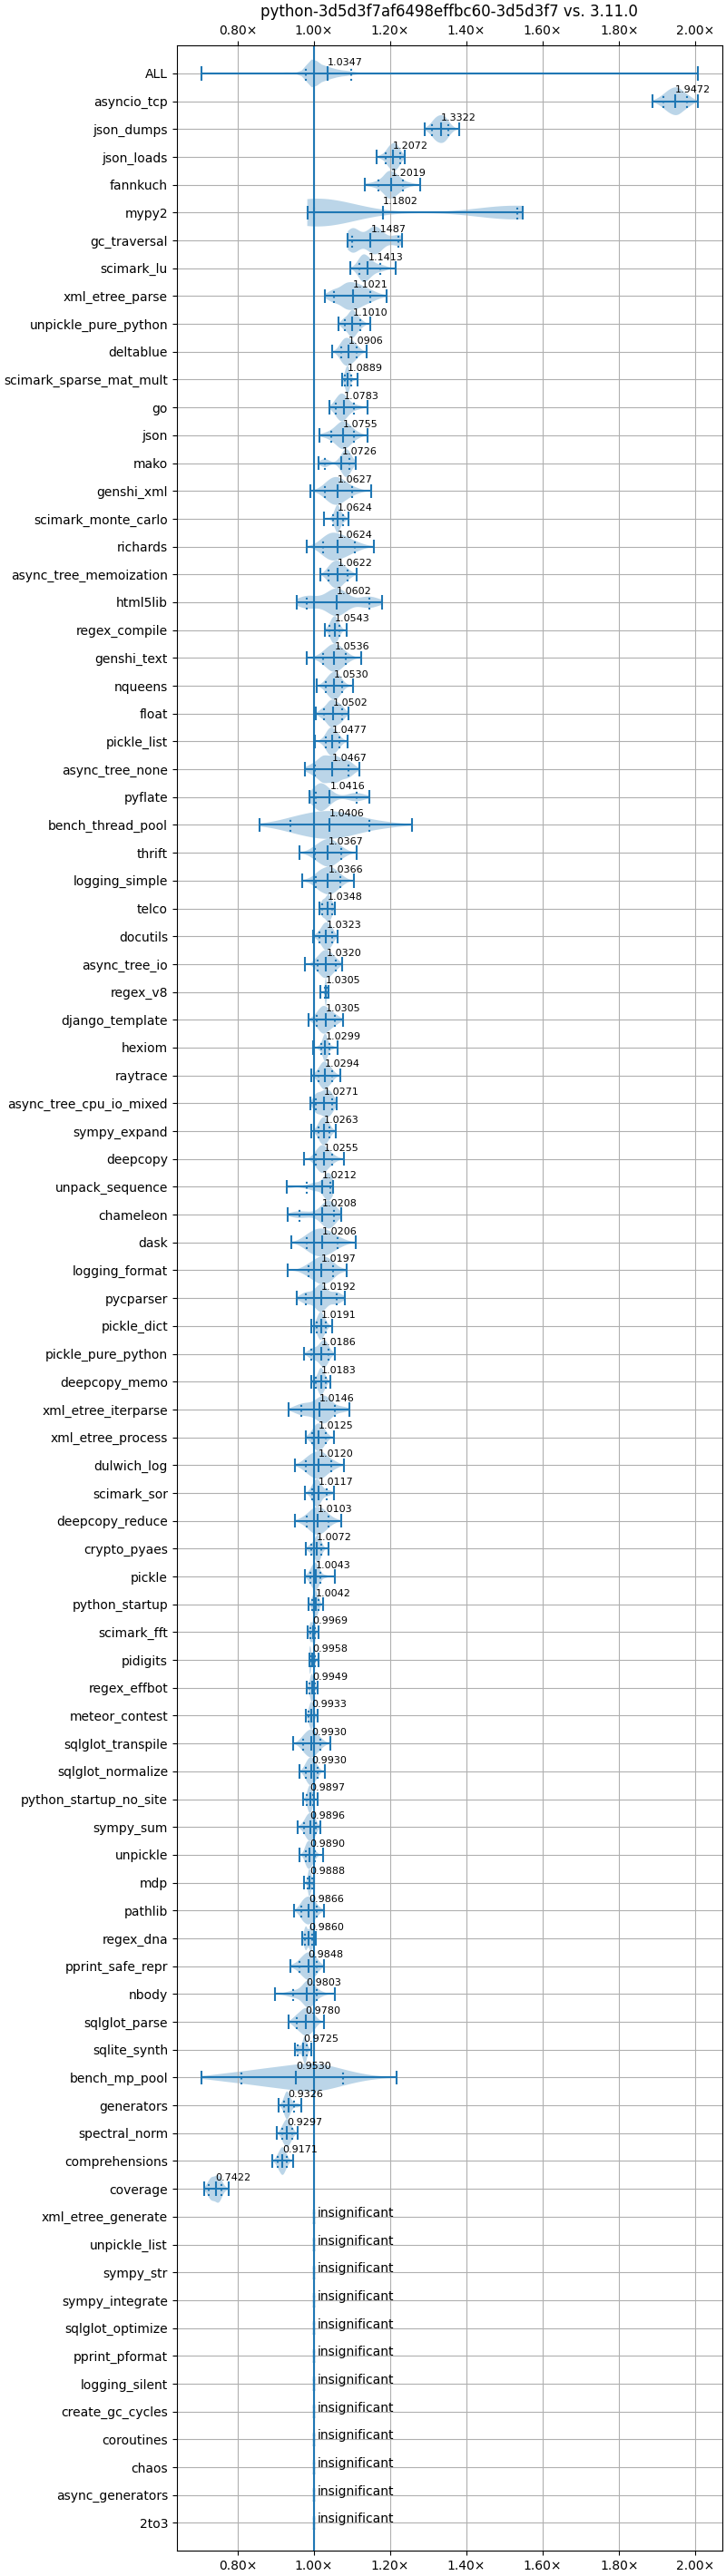 python-3d5d3f7af6498effbc60-3d5d3f7 vs. 3.11.0
0.80× 1.00× 1.20× 1.40× 1.60× 1.80× 2.00×
ALL 1.0347
asyncio_tcp 1.9472
json_dumps 1.3322
json_loads 1.2072
fannkuch 1.2019
mypy2 1.1802
gc_traversal 1.1487
scimark_lu 1.1413
xml_etree_parse 1.1021
unpickle_pure_python 1.1010
deltablue 1.0906
scimark_sparse_mat_mult 1.0889
go 1.0783
json 1.0755
mako 1.0726
genshi_xml 1.0627
scimark_monte_carlo 1.0624
richards 1.0624
async_tree_memoization 1.0622
html5lib 1.0602
regex_compile 1.0543
genshi_text 1.0536
nqueens 1.0530
float 1.0502
pickle_list 1.0477
async_tree_none 1.0467
pyflate 1.0416
bench_thread_pool 1.0406
thrift 1.0367
logging_simple 1.0366
telco 1.0348
docutils 1.0323
async_tree_io 1.0320
regex_v8 1.0305
django_template 1.0305
hexiom 1.0299
raytrace 1.0294
async_tree_cpu_io_mixed 1.0271
sympy_expand 1.0263
deepcopy 1.0255
unpack_sequence 1.0212
chameleon 1.0208
dask 1.0206
logging_format 1.0197
pycparser 1.0192
pickle_dict 1.0191
pickle_pure_python 1.0186
deepcopy_memo 1.0183
xml_etree_iterparse 1.0146
xml_etree_process 1.0125
dulwich_log 1.0120
scimark_sor 1.0117
deepcopy_reduce 1.0103
crypto_pyaes 1.0072
pickle 1.0043
python_startup 1.0042
scimark_fft 0.9969
pidigits 0.9958
regex_effbot 0.9949
meteor_contest 0.9933
sqlglot_transpile 0.9930
sqlglot_normalize 0.9930
python_startup_no_site 0.9897
sympy_sum 0.9896
unpickle 0.9890
mdp 0.9888
pathlib 0.9866
regex_dna 0.9860
pprint_safe_repr 0.9848
nbody 0.9803
sqlglot_parse 0.9780
sqlite_synth 0.9725
bench_mp_pool 0.9530
generators 0.9326
spectral_norm 0.9297
comprehensions 0.9171
coverage 0.7422
xml_etree_generate insignificant
unpickle_list insignificant
sympy_str insignificant
sympy_integrate insignificant
sqlglot_optimize insignificant
pprint_pformat insignificant
logging_silent insignificant
create_gc_cycles insignificant
coroutines insignificant
chaos insignificant
async_generators insignificant
2to3 insignificant
0.80× 1.00× 1.20× 1.40× 1.60× 1.80× 2.00×